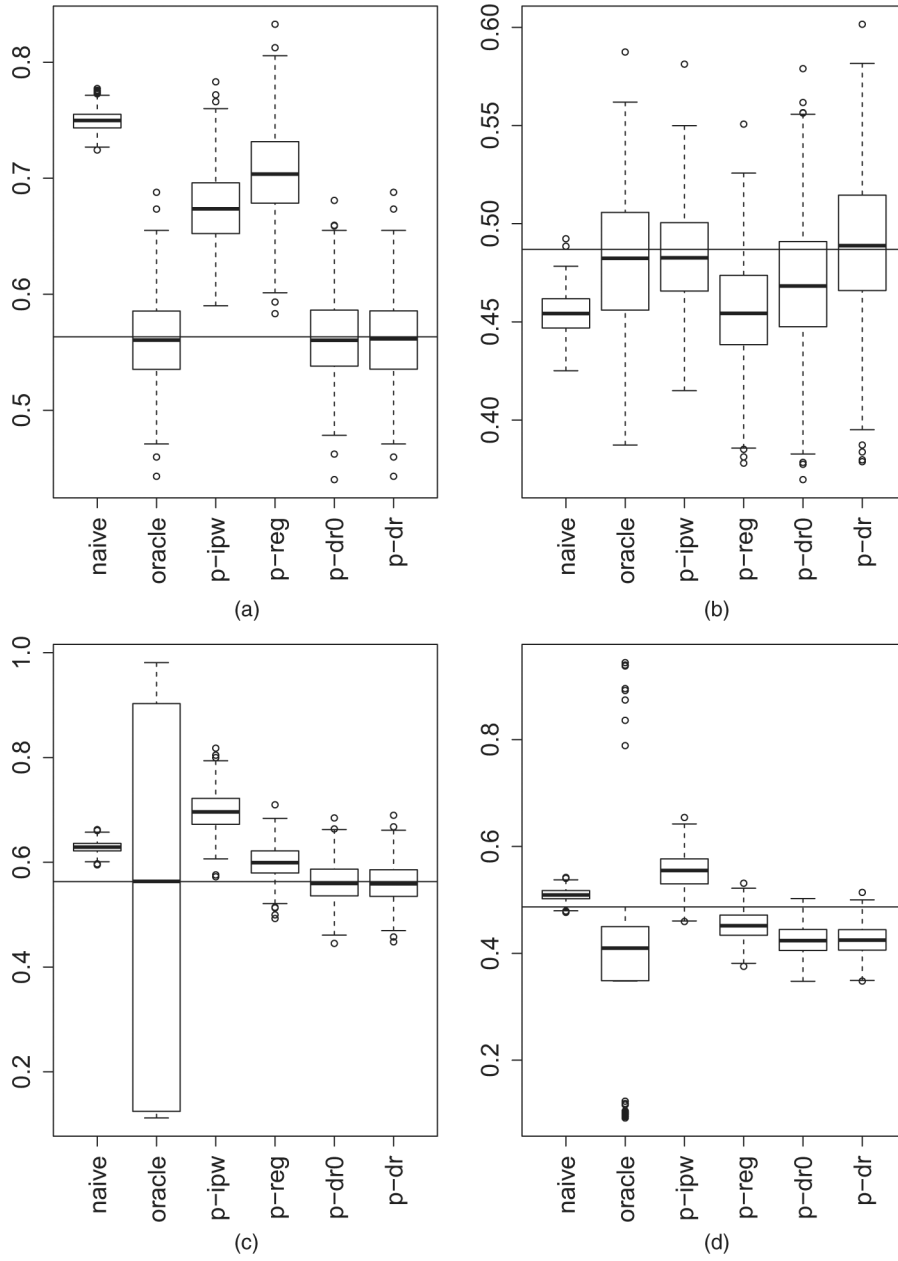 0.8
0.7
0.6
0.5
naive
oracle
p-ipw
p-reg
p-dr0
p-dr
(a)
0.60
0.55
0.50
0.45
0.40
naive
oracle
p-ipw
p-reg
p-dr0
p-dr
(b)
1.0
0.8
0.6
0.4
0.2
naive
oracle
p-ipw
p-reg
p-dr0
p-dr
(c)
0.8
0.6
0.4
0.2
naive
oracle
p-ipw
p-reg
p-dr0
p-dr
(d)